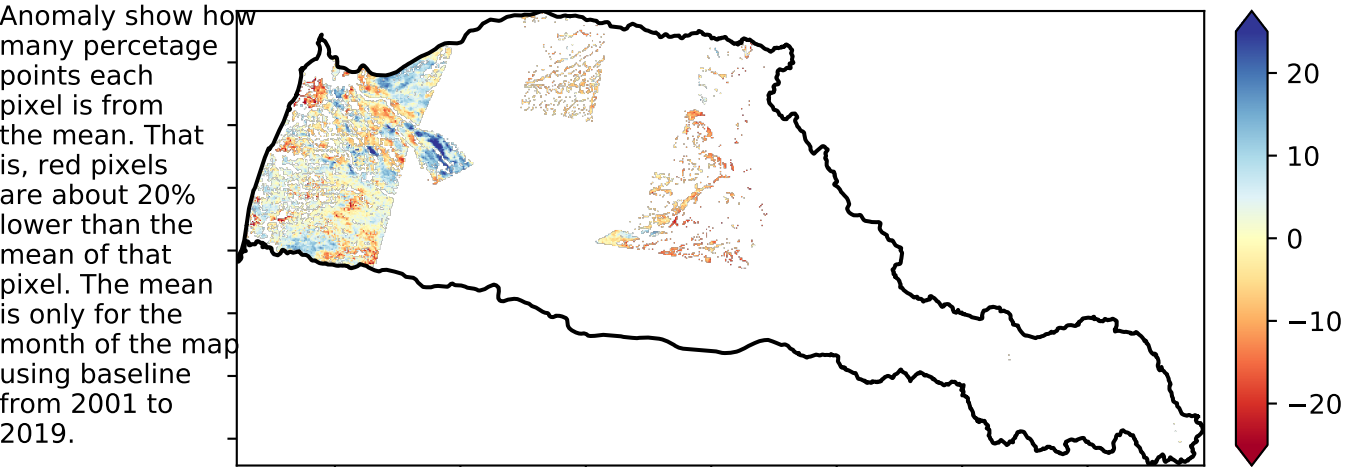 Anomaly show how
many percetage
points each
pixel is from
the mean. That
is, red pixels
are about 20%
lower than the
mean of that
pixel. The mean
is only for the
month of the map
using baseline
from 2001 to
2019.
20
10
0
−10
−20